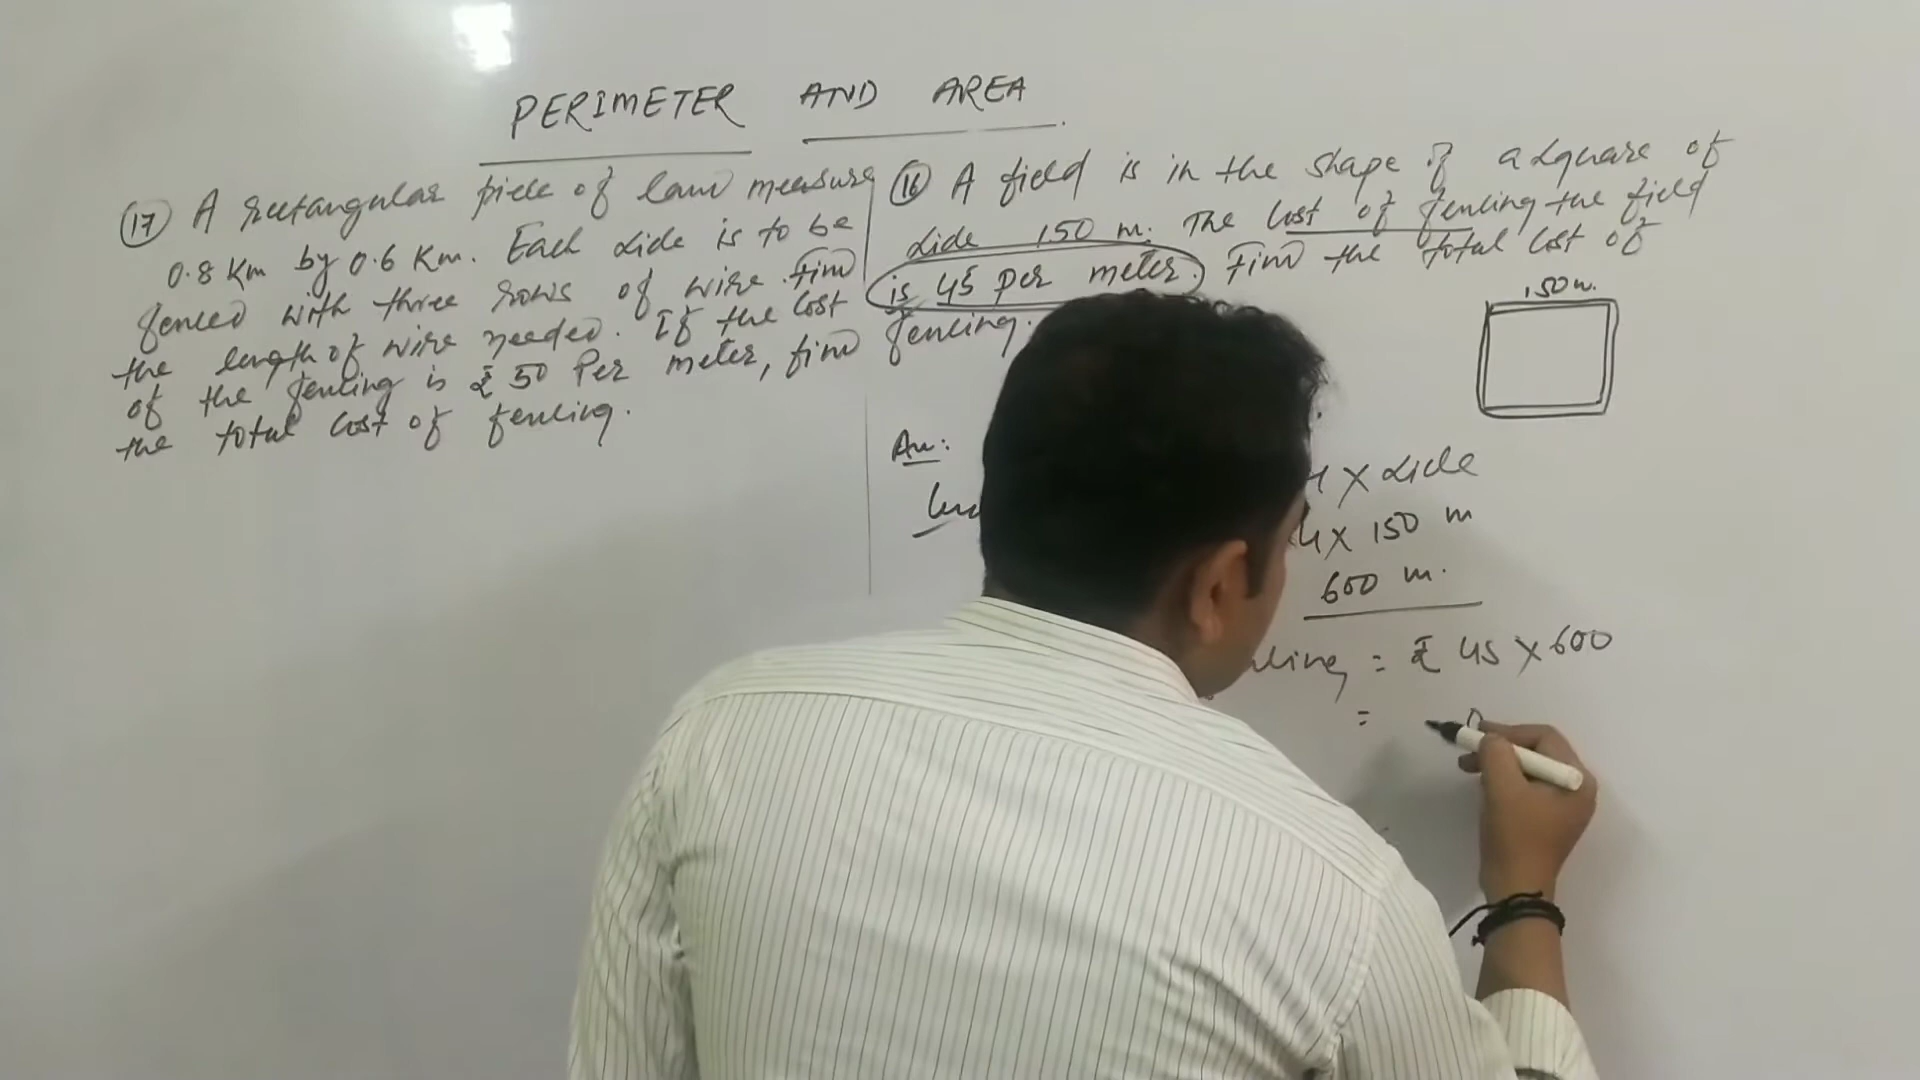 PERIMETER AND AREA
(17) A rectangular piece of land measure
0.8 Km by 0.6 Km. Each side is to be
fenced with three rows of wire. Find
the length of wire needed. If the cost
of the fencing is ₹ 50 Per meter, find
the total cost of fencing.
(16) A field is in the shape of a square of
side 150 m. The cost of fencing the field
is 45 per meter. Find the total cost of
fencing.
150 m.
Ans:
4 X side
4 X 150 m
600 m.
= ₹ 45 X 600
=